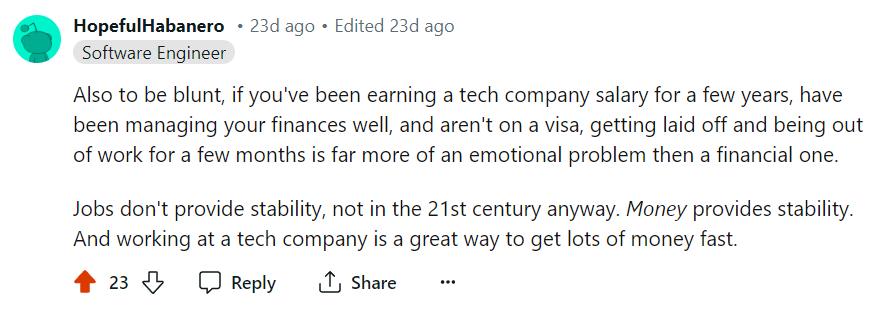 HopefulHabanero • 23d ago • Edited 23d ago
Software Engineer
Also to be blunt, if you've been earning a tech company salary for a few years, have
been managing your finances well, and aren't on a visa, getting laid off and being out
of work for a few months is far more of an emotional problem then a financial one.
Jobs don't provide stability, not in the 21st century anyway. Money provides stability.
And working at a tech company is a great way to get lots of money fast.
23 Reply Share ···